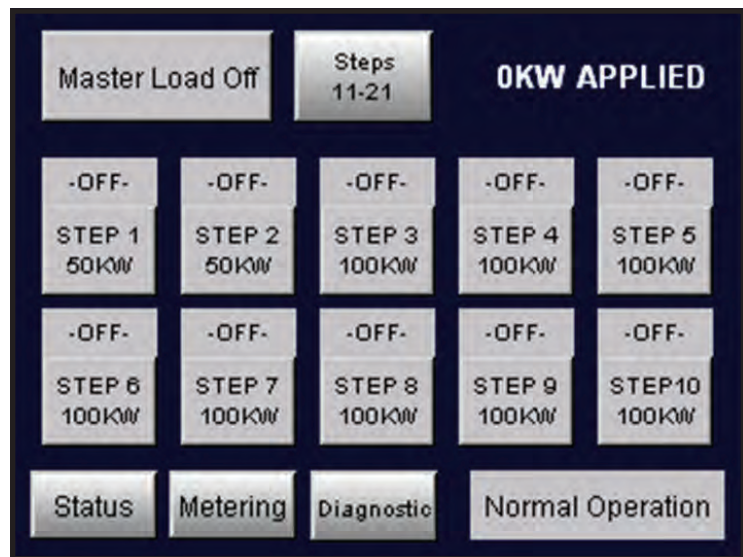 Master Load Off
Steps
11-21
0KW APPLIED
-OFF- -OFF- -OFF- -OFF- -OFF-
STEP 1 STEP 2 STEP 3 STEP 4 STEP 5
50KW 50KW 100KW 100KW 100KW
-OFF- -OFF- -OFF- -OFF- -OFF-
STEP 6 STEP 7 STEP 8 STEP 9 STEP10
100KW 100KW 100KW 100KW 100KW
Status Metering Diagnostic Normal Operation